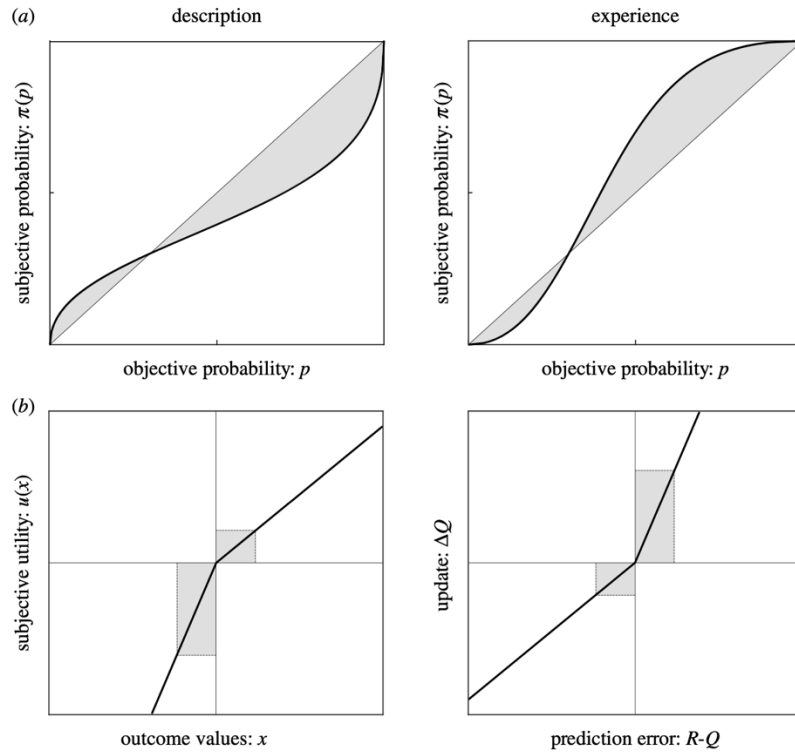 (a)
description
experience
subjective probability: π(p)
objective probability: p
subjective probability: π(p)
objective probability: p
(b)
subjective utility: u(x)
outcome values: x
update: ΔQ
prediction error: R-Q